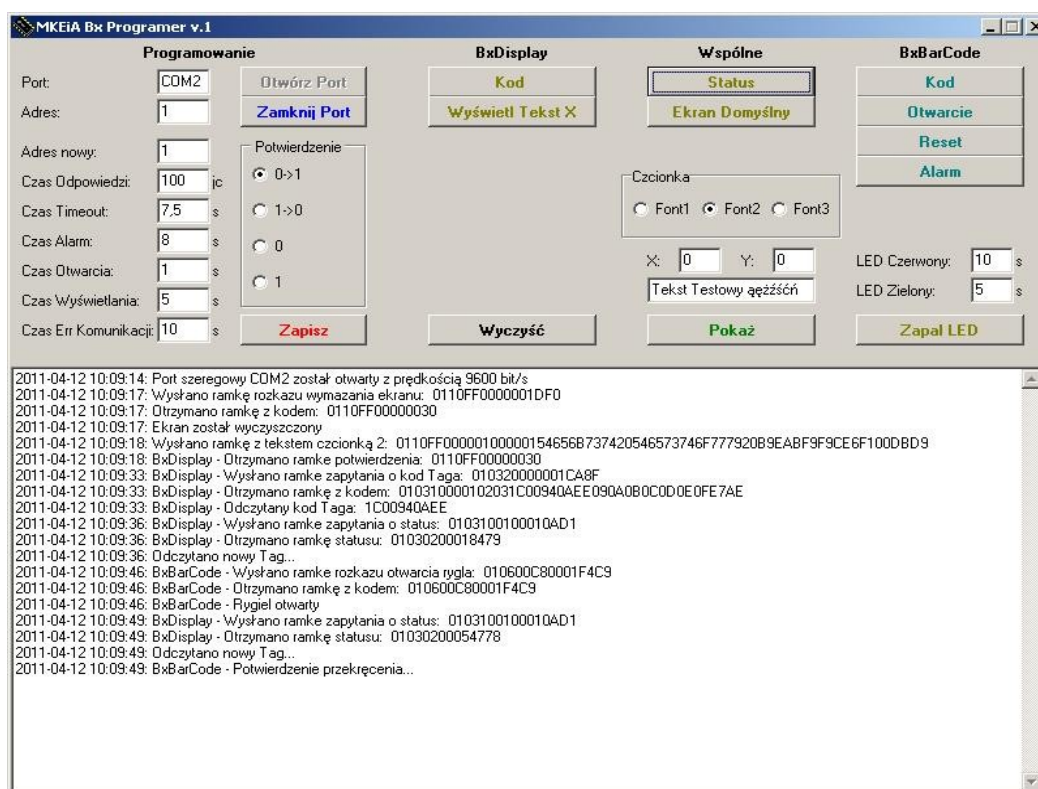 MKEiA Bx Programer v.1
Programowanie BxDisplay Wspólne BxBarCode
Port: COM2 Otwórz Port Kod Status Kod
Adres: 1 Zamknij Port Wyświetl Tekst X Ekran Domyślny Otwarcie
Reset
Adres nowy: 1 Potwierdzenie
Alarm
Czas Odpowiedzi: 100 jc 0->1 Czcionka
Czas Timeout: 7,5 s 1->0 Font1 Font2 Font3
Czas Alarm: 8 s 0
Czas Otwarcia: 1 s 1 X: 0 Y: 0 LED Czerwony: 10 s
Czas Wyświetlania: 5 s Tekst Testowy ąężźśćń LED Zielony: 5 s
Czas Err Komunikacji: 10 s Zapisz Wyczyść Pokaż Zapal LED
2011-04-12 10:09:14: Port szeregowy COM2 został otwarty z prędkością 9600 bit/s
2011-04-12 10:09:17: Wysłano ramkę rozkazu wymazania ekranu: 0110FF0000001DF0
2011-04-12 10:09:17: Otrzymano ramkę z kodem: 0110FF00000030
2011-04-12 10:09:17: Ekran został wyczyszczony
2011-04-12 10:09:18: Wysłano ramkę z tekstem czcionką 2: 0110FF00000100000154656B737420546573746F777920B9EABF9F9CE6F100DBD9
2011-04-12 10:09:18: BxDisplay - Otrzymano ramke potwierdzenia: 0110FF00000030
2011-04-12 10:09:33: BxDisplay - Wysłano ramke zapytania o kod Taga: 010320000001CA8F
2011-04-12 10:09:33: BxDisplay - Otrzymano ramkę z kodem: 010310000102031C00940AEE090A0B0C0D0E0FE7AE
2011-04-12 10:09:33: BxDisplay - Odczytany kod Taga: 1C00940AEE
2011-04-12 10:09:36: BxDisplay - Wysłano ramke zapytania o status: 0103100100010AD1
2011-04-12 10:09:36: BxDisplay - Otrzymano ramkę statusu: 01030200018479
2011-04-12 10:09:36: Odczytano nowy Tag...
2011-04-12 10:09:46: BxBarCode - Wysłano ramke rozkazu otwarcia rygla: 010600C80001F4C9
2011-04-12 10:09:46: BxBarCode - Otrzymano ramkę z kodem: 010600C80001F4C9
2011-04-12 10:09:46: BxBarCode - Rygiel otwarty
2011-04-12 10:09:49: BxDisplay - Wysłano ramke zapytania o status: 0103100100010AD1
2011-04-12 10:09:49: BxDisplay - Otrzymano ramkę statusu: 01030200054778
2011-04-12 10:09:49: Odczytano nowy Tag...
2011-04-12 10:09:49: BxBarCode - Potwierdzenie przekręcenia...